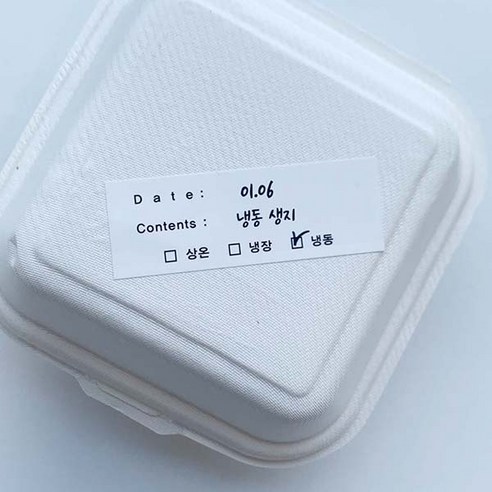 Date: 01.06
Contents: 냉동 생지
☐ 상온 ☐ 냉장 ☑ 냉동